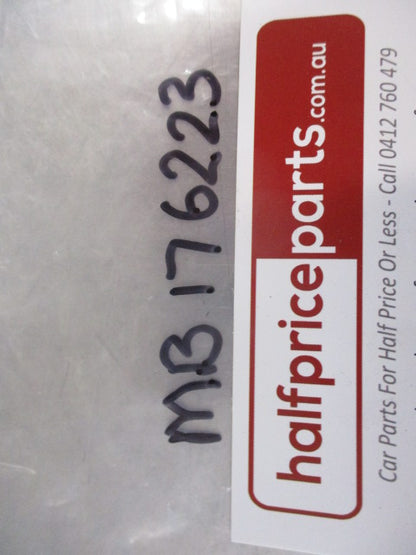 MB176223
halfpriceparts.com.au
Car Parts For Half Price Or Less - Call 0412 760 479